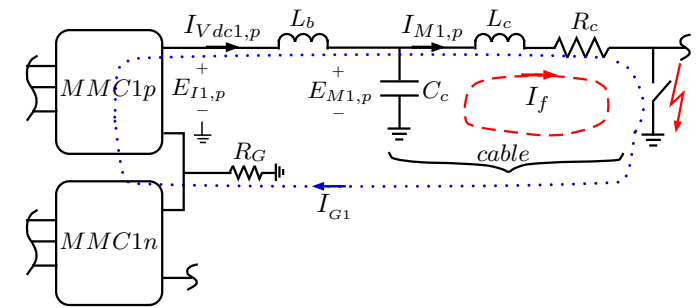 I_{Vdc1,p} L_b I_{M1,p} L_c R_c
MMC1p + E_{I1,p} − + E_{M1,p} − C_c I_f
R_G cable
I_{G1}
MMC1n